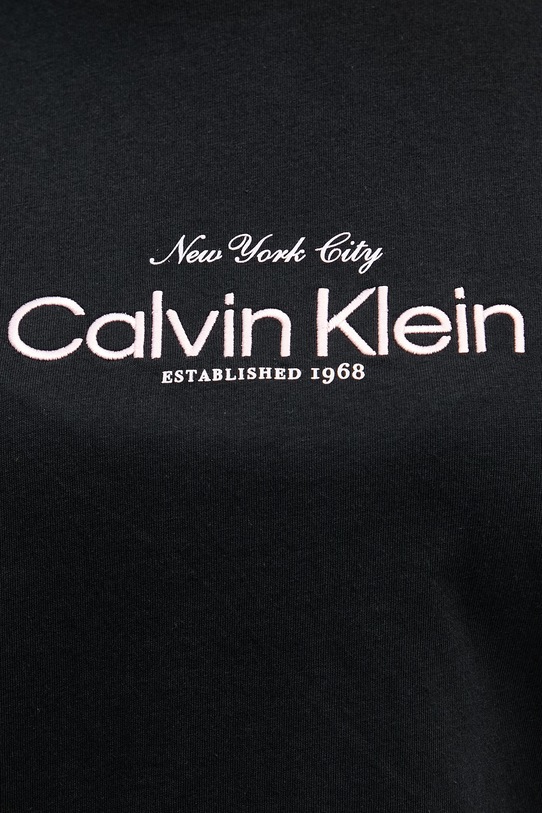 New York City
Calvin Klein
ESTABLISHED 1968